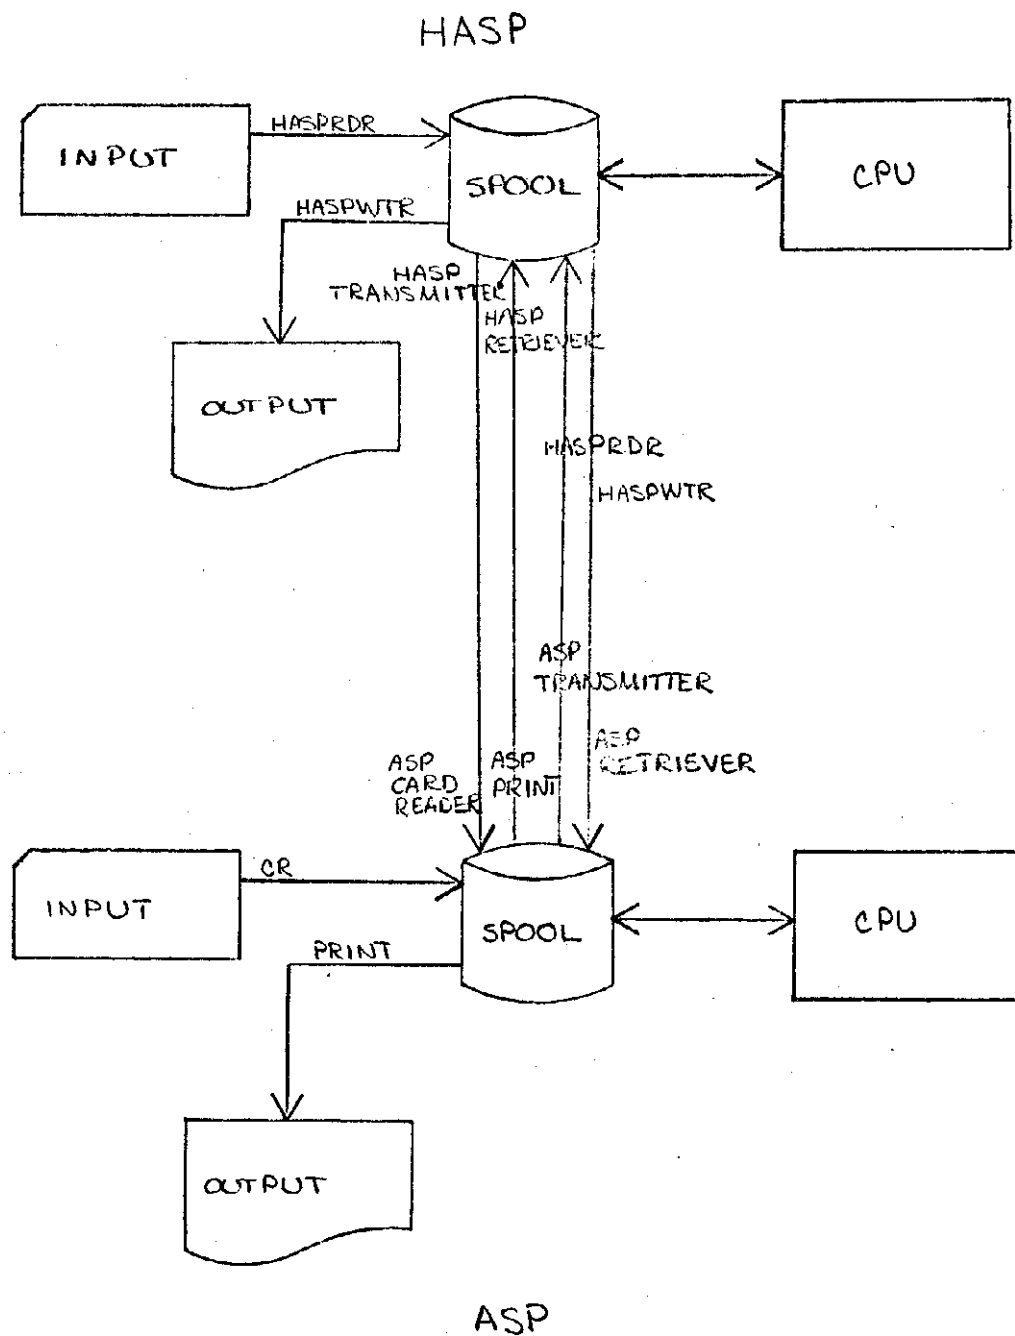 HASP
INPUT
HASPRDR
SPOOL
CPU
HASPWTR
HASP
TRANSMITTER
HASP
RETRIEVER
OUTPUT
HASPRDR
HASPWTR
ASP
TRANSMITTER
ASP
RETRIEVER
ASP
CARD
READER
ASP
PRINT
INPUT
CR
SPOOL
CPU
PRINT
OUTPUT
ASP